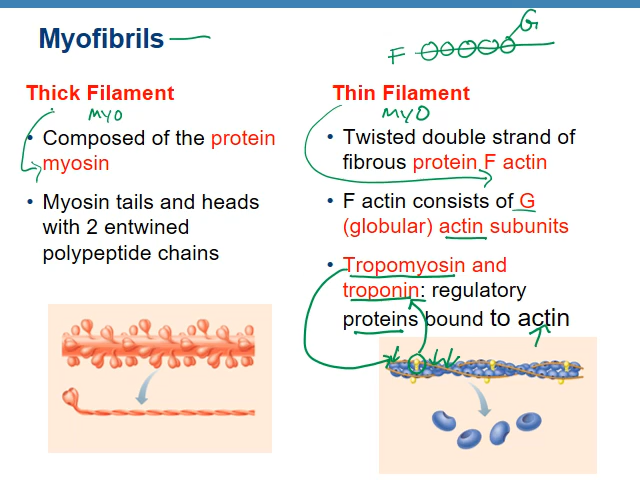 Myofibrils
F
G
Thick Filament
MYO
• Composed of the protein
myosin
• Myosin tails and heads
with 2 entwined
polypeptide chains
Thin Filament
MYO
• Twisted double strand of
fibrous protein F actin
• F actin consists of G
(globular) actin subunits
• Tropomyosin and
troponin: regulatory
proteins bound to actin